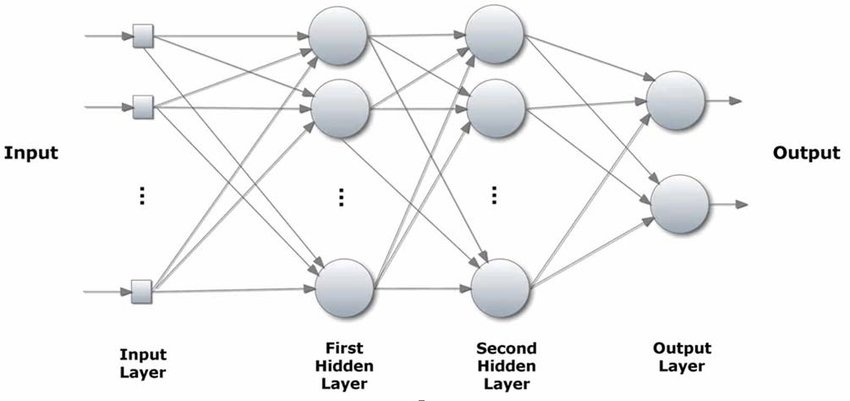 Input
Output
Input
Layer
First
Hidden
Layer
Second
Hidden
Layer
Output
Layer